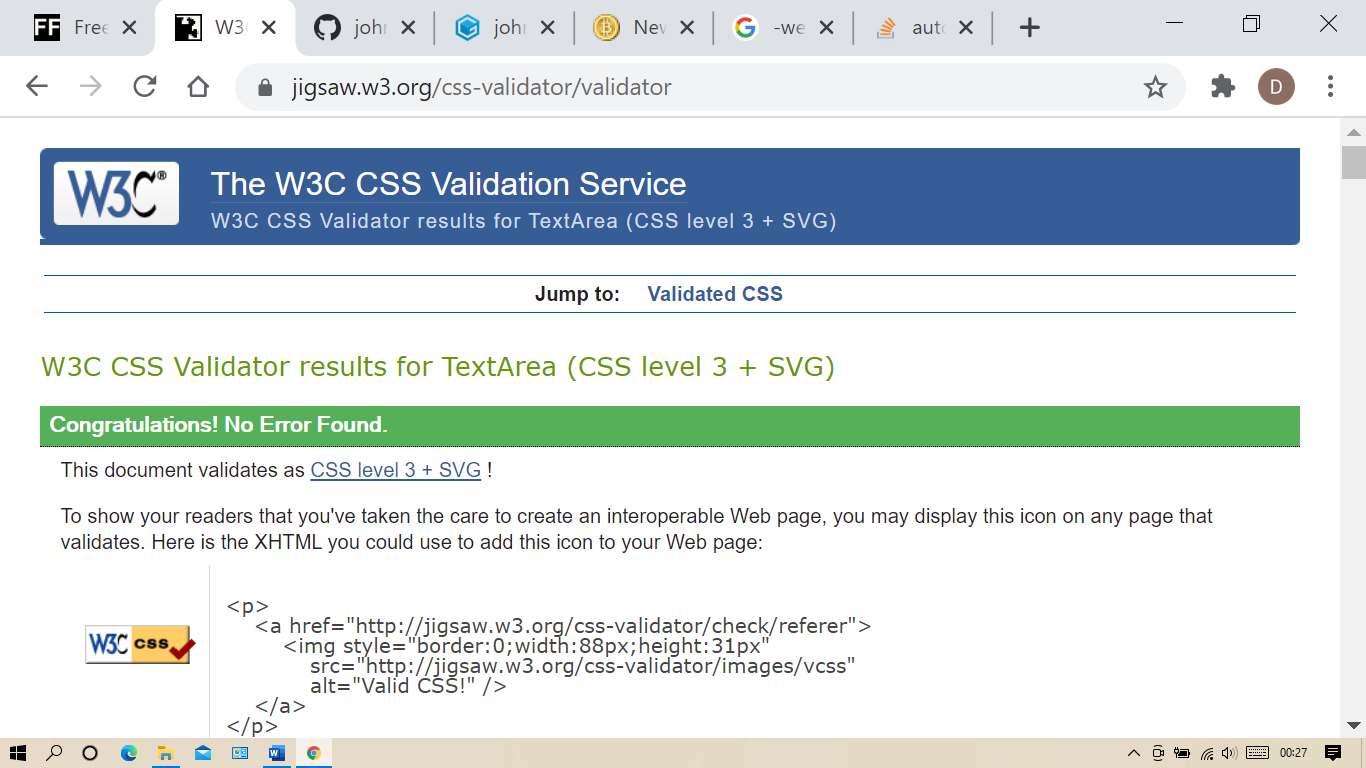 FF Free
W3C
john
john
New
-we
auto
jigsaw.w3.org/css-validator/validator
D
W3C®
The W3C CSS Validation Service
W3C CSS Validator results for TextArea (CSS level 3 + SVG)
Jump to: Validated CSS
W3C CSS Validator results for TextArea (CSS level 3 + SVG)
Congratulations! No Error Found.
This document validates as CSS level 3 + SVG !
To show your readers that you've taken the care to create an interoperable Web page, you may display this icon on any page that
validates. Here is the XHTML you could use to add this icon to your Web page:
W3C css
<p>
<a href="http://jigsaw.w3.org/css-validator/check/referer">
<img style="border:0;width:88px;height:31px"
src="http://jigsaw.w3.org/css-validator/images/vcss"
alt="Valid CSS!" />
</a>
</p>
00:27